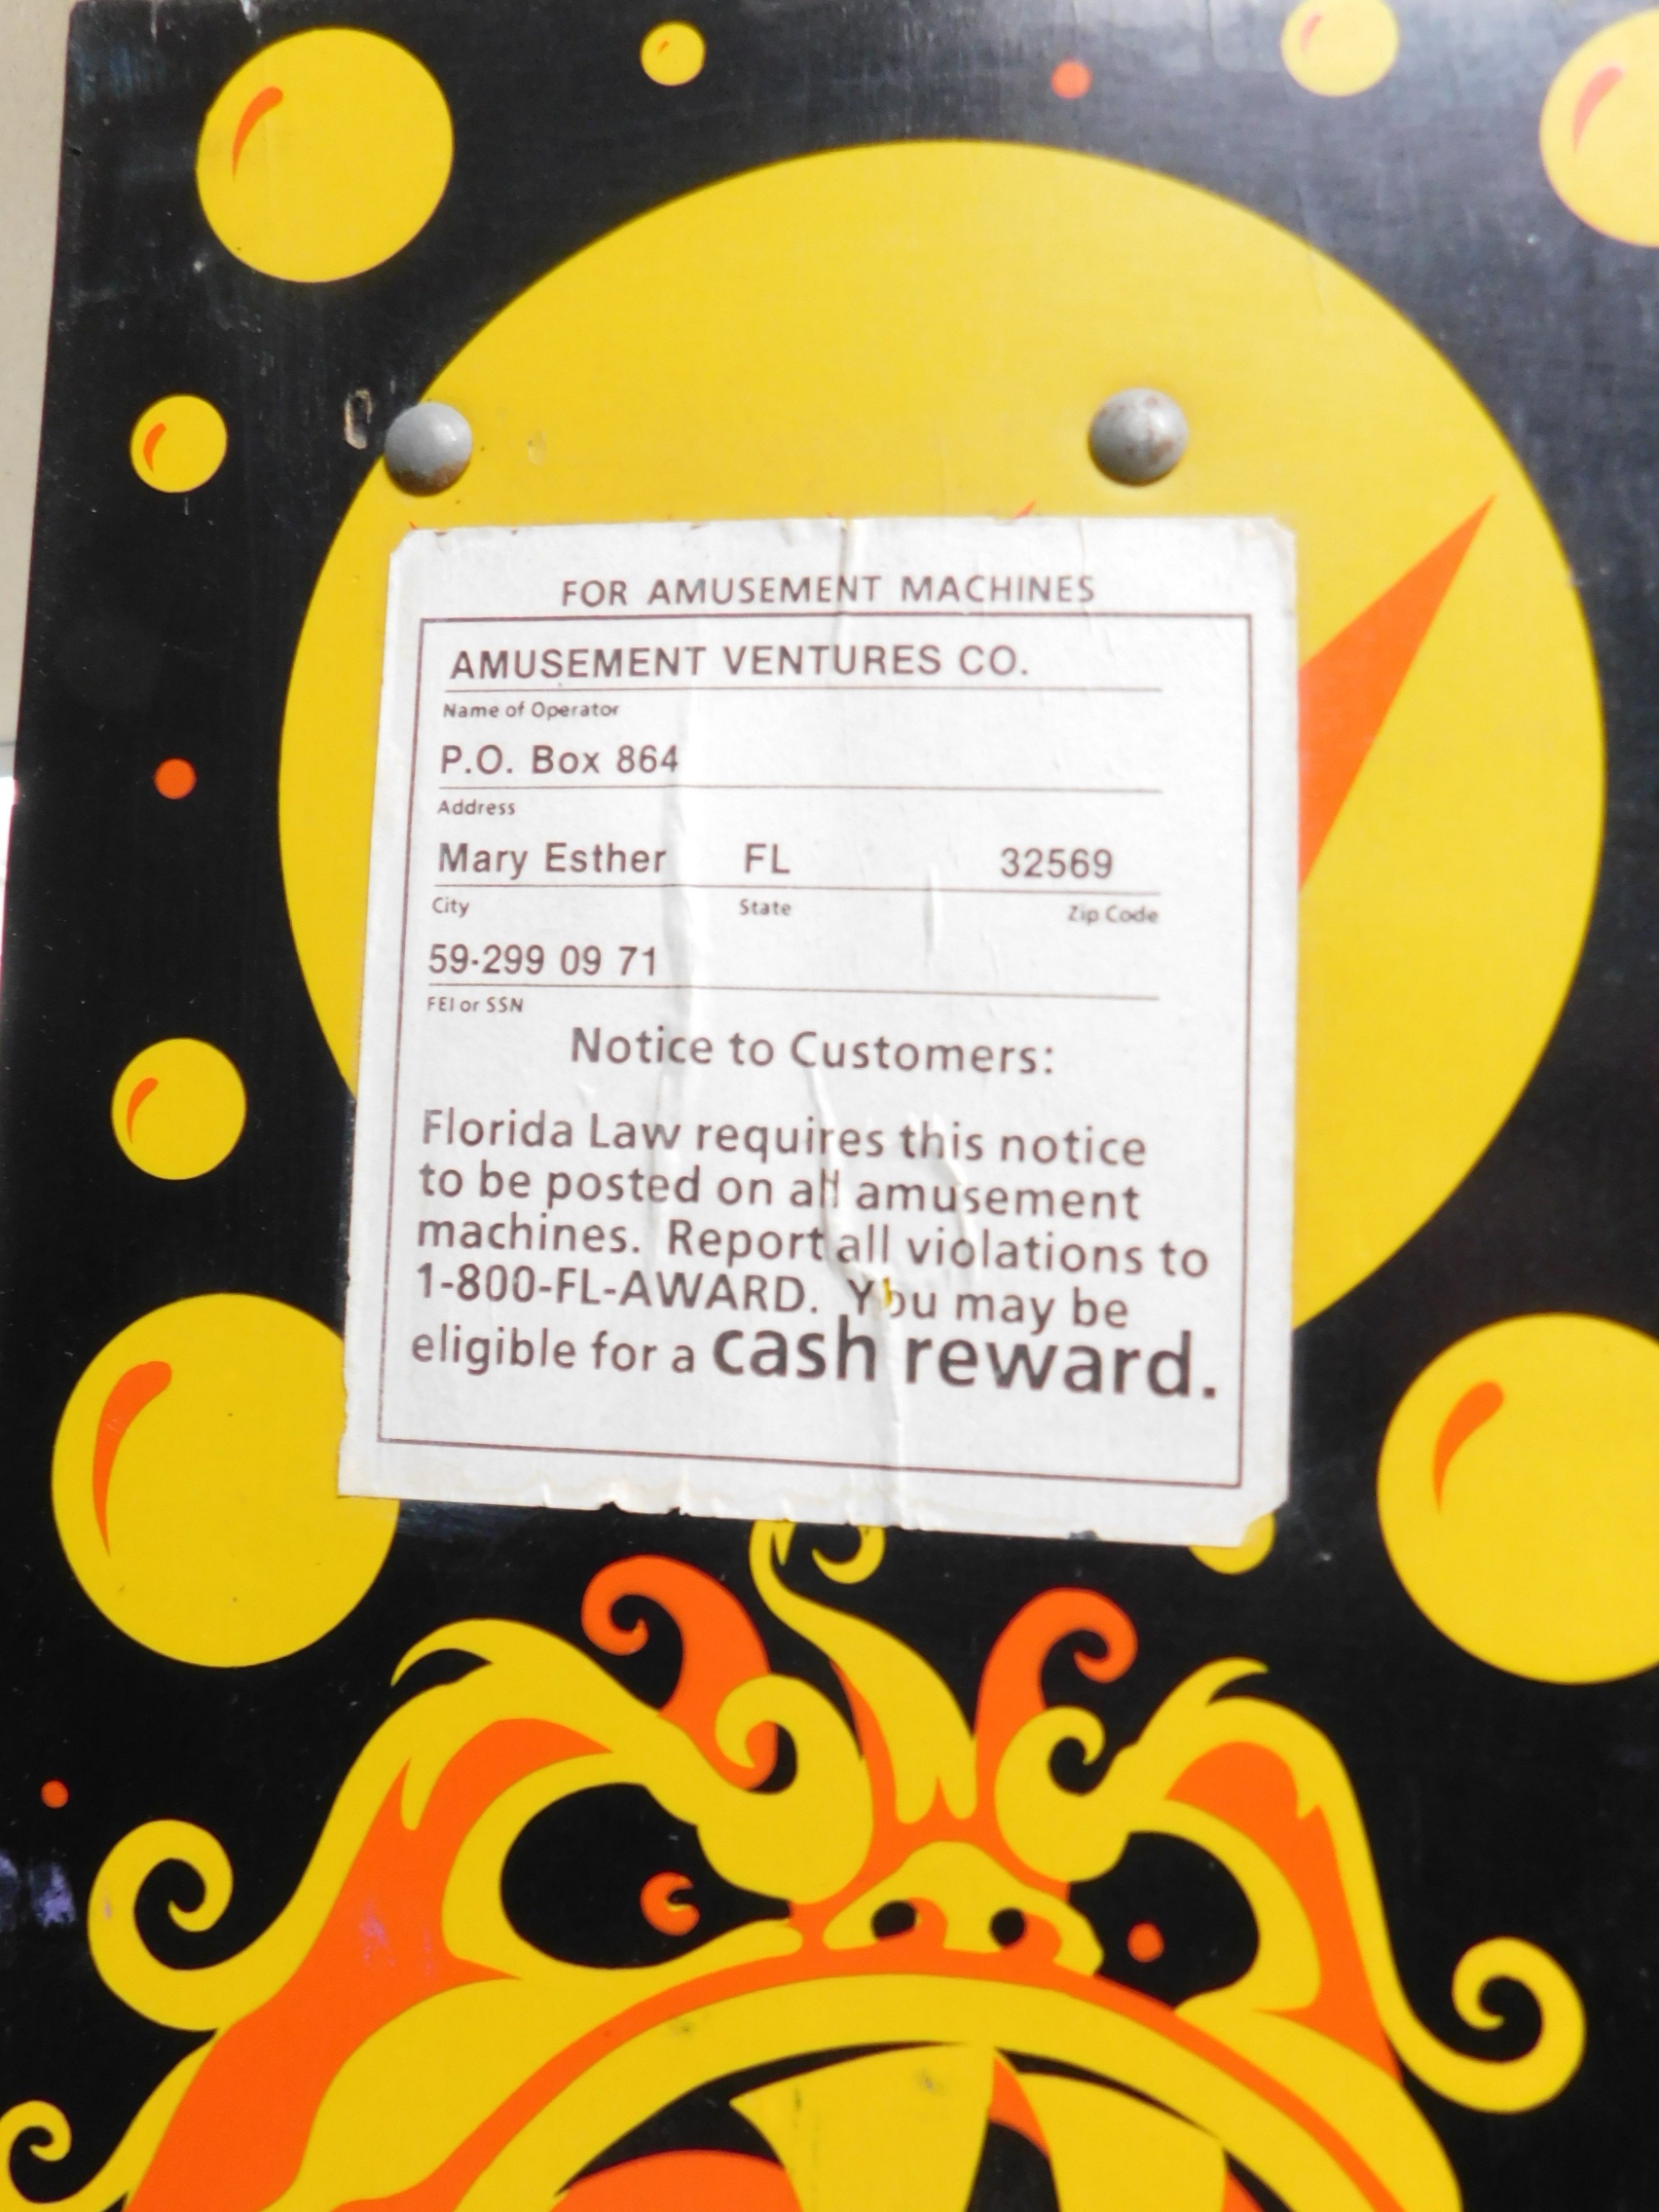 FOR AMUSEMENT MACHINES
AMUSEMENT VENTURES CO.
Name of Operator
P.O. Box 864
Address
Mary Esther FL 32569
City State Zip Code
59-299 09 71
FEI or SSN
Notice to Customers:
Florida Law requires this notice
to be posted on all amusement
machines. Report all violations to
1-800-FL-AWARD. You may be
eligible for a cash reward.